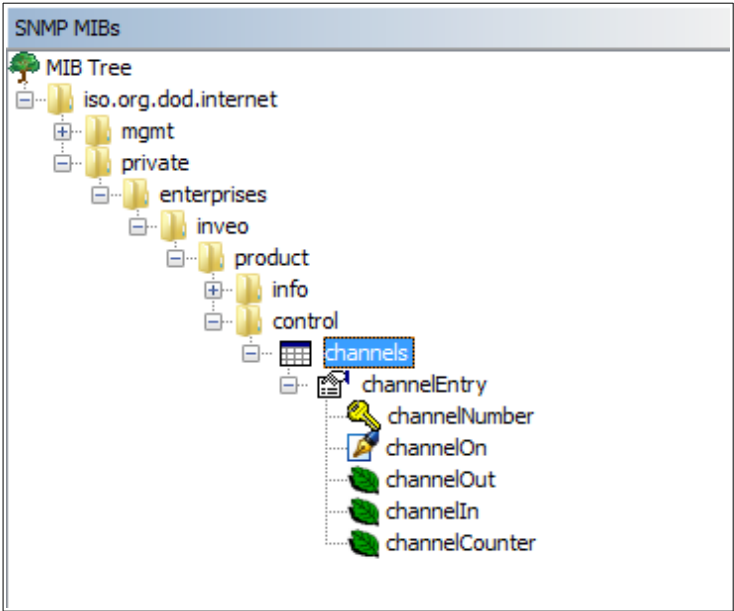 SNMP MIBs
MIB Tree
iso.org.dod.internet
mgmt
private
enterprises
inveo
product
info
control
channels
channelEntry
channelNumber
channelOn
channelOut
channelIn
channelCounter